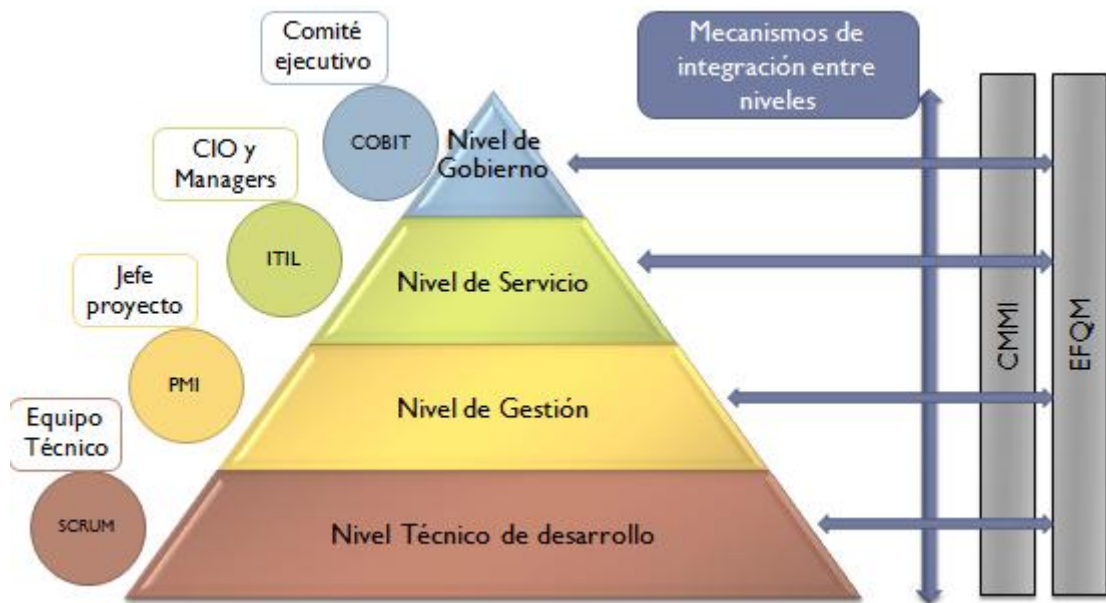 Comité
ejecutivo
Mecanismos de
integración entre
niveles
COBIT
Nivel de
Gobierno
CIO y
Managers
ITIL
Nivel de Servicio
Jefe
proyecto
PMI
Nivel de Gestión
Equipo
Técnico
SCRUM
Nivel Técnico de desarrollo
CMMI
EFQM